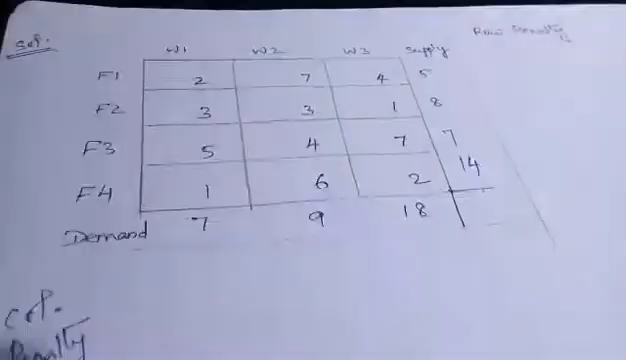 Sol.
W1 W2 W3 Supply Row Penalty
F1 2 7 4 5
F2 3 3 1 8
F3 5 4 7 7
F4 1 6 2 14
Demand 7 9 18
Col.
Penalty